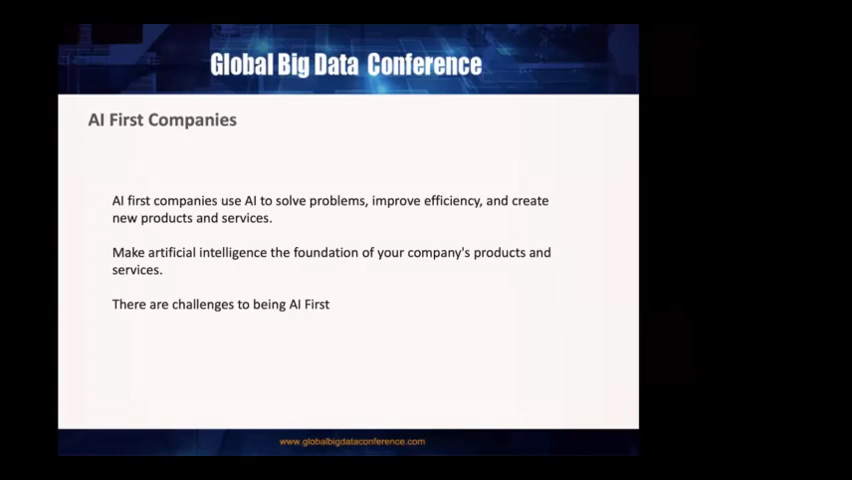 Global Big Data Conference
AI First Companies
AI first companies use AI to solve problems, improve efficiency, and create
new products and services.
Make artificial intelligence the foundation of your company's products and
services.
There are challenges to being AI First
www.globalbigdataconference.com